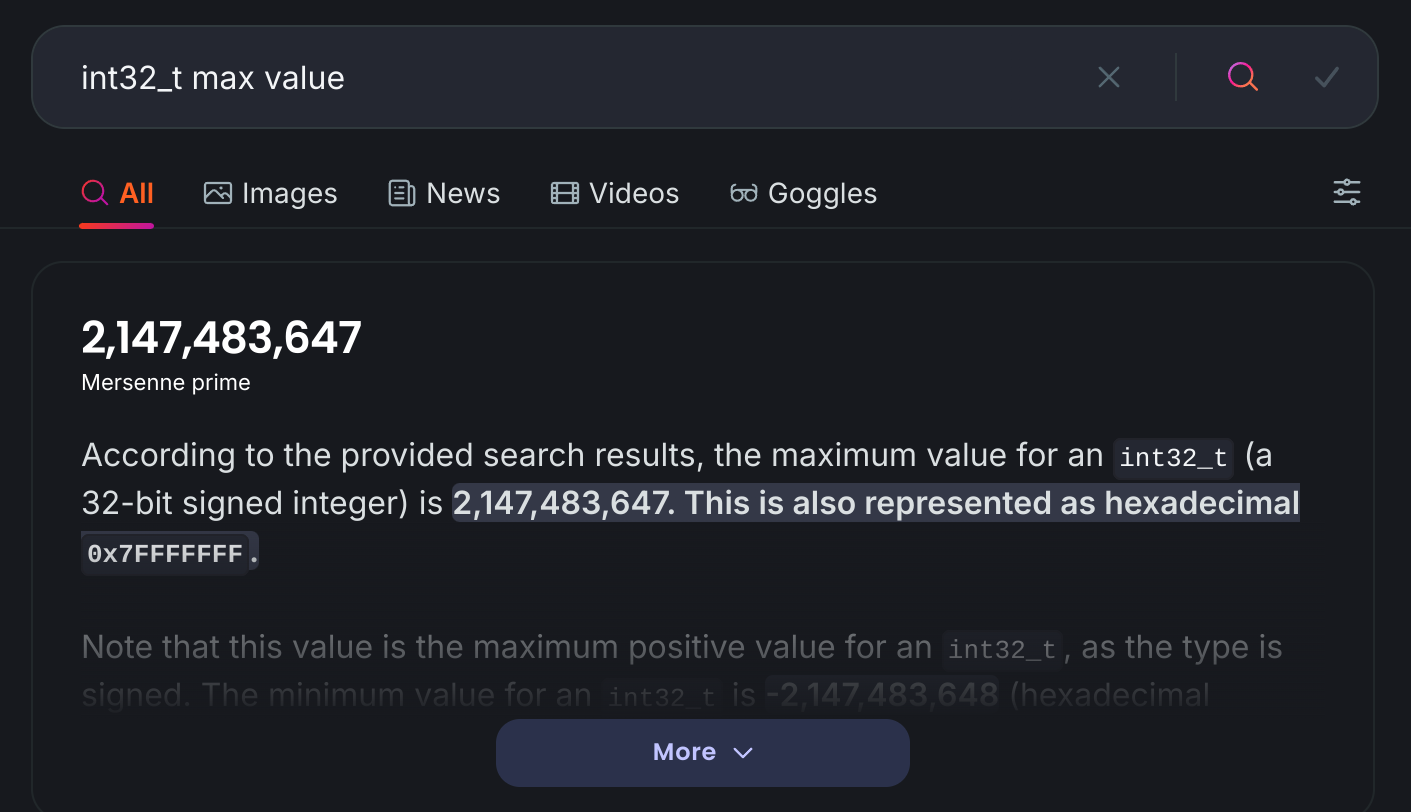 int32_t max value
All Images News Videos Goggles
2,147,483,647
Mersenne prime
According to the provided search results, the maximum value for an int32_t (a
32-bit signed integer) is 2,147,483,647. This is also represented as hexadecimal
0x7FFFFFFF.
Note that this value is the maximum positive value for an int32_t, as the type is
signed. The minimum value for an int32_t is -2,147,483,648 (hexadecimal
More